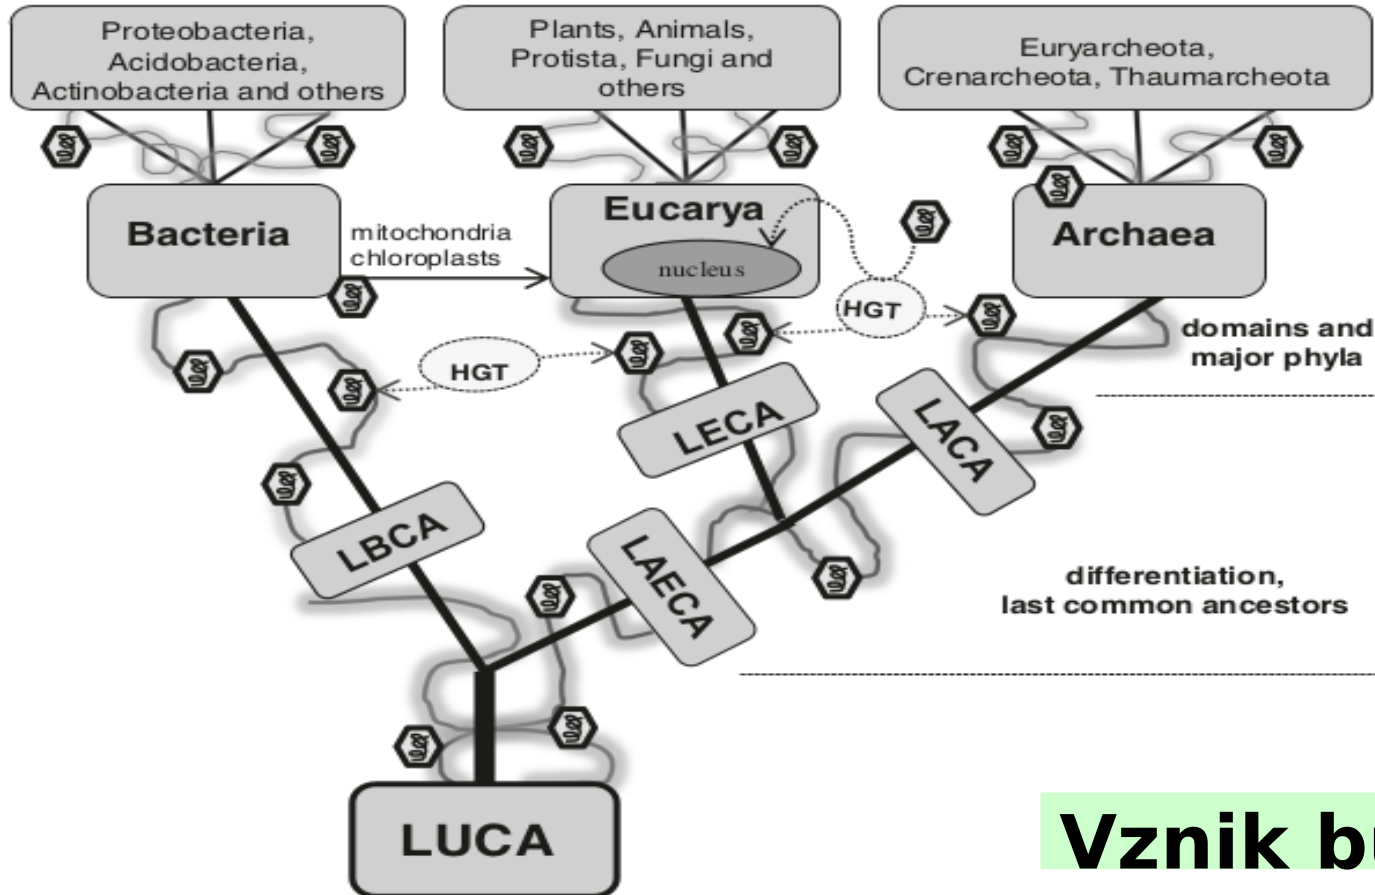 Proteobacteria,
Acidobacteria,
Actinobacteria and others
Plants, Animals,
Protista, Fungi and
others
Euryarcheota,
Crenarcheota, Thaumarcheota
Bacteria
mitochondria
chloroplasts
Eucarya
nucleus
Archaea
HGT
HGT
domains and
major phyla
LECA
LACA
LBCA
LAECA
differentiation,
last common ancestors
LUCA
Vznik